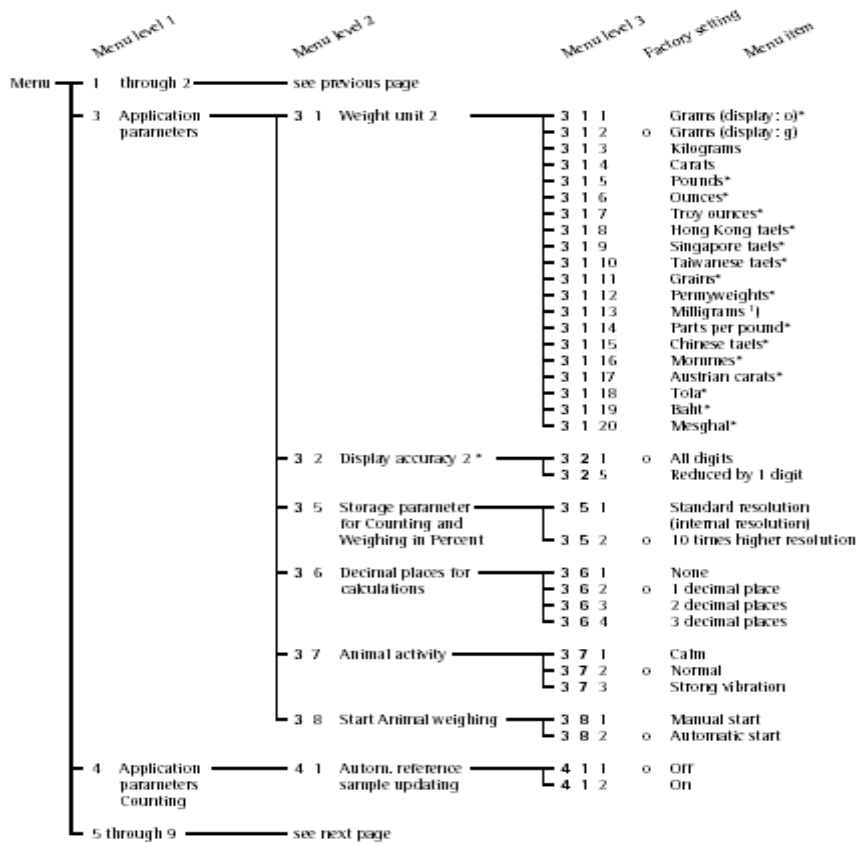 Menu level 1 Menu level 2 Menu level 3 Factory setting Menu item
Menu 1 through 2 see previous page
3 Application 3 1 Weight unit 2 3 1 1 Grams (display: o)*
parameters 3 1 2 o Grams (display: g)
3 1 3 Kilograms
3 1 4 Carats
3 1 5 Pounds*
3 1 6 Ounces*
3 1 7 Troy ounces*
3 1 8 Hong Kong taels*
3 1 9 Singapore taels*
3 1 10 Taiwanese taels*
3 1 11 Grains*
3 1 12 Pennyweights*
3 1 13 Milligrams ¹)
3 1 14 Parts per pound*
3 1 15 Chinese taels*
3 1 16 Mommes*
3 1 17 Austrian carats*
3 1 18 Tola*
3 1 19 Baht*
3 1 20 Mesghal*
3 2 Display accuracy 2 * 3 2 1 o All digits
3 2 5 Reduced by 1 digit
3 5 Storage parameter 3 5 1 Standard resolution
for Counting and (internal resolution)
Weighing in Percent 3 5 2 o 10 times higher resolution
3 6 Decimal places for 3 6 1 None
calculations 3 6 2 o 1 decimal place
3 6 3 2 decimal places
3 6 4 3 decimal places
3 7 Animal activity 3 7 1 Calm
3 7 2 o Normal
3 7 3 Strong vibration
3 8 Start Animal weighing 3 8 1 Manual start
3 8 2 o Automatic start
4 Application 4 1 Autom. reference 4 1 1 o Off
parameters sample updating 4 1 2 On
Counting
5 through 9 see next page